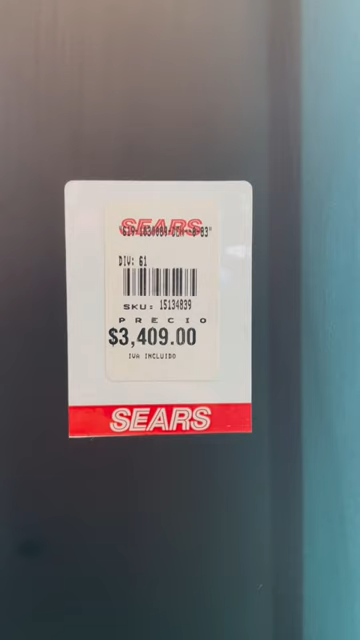 SEARS
DIV: 61
SKU: 15134839
PRECIO
$3,409.00
IVA INCLUIDO
SEARS